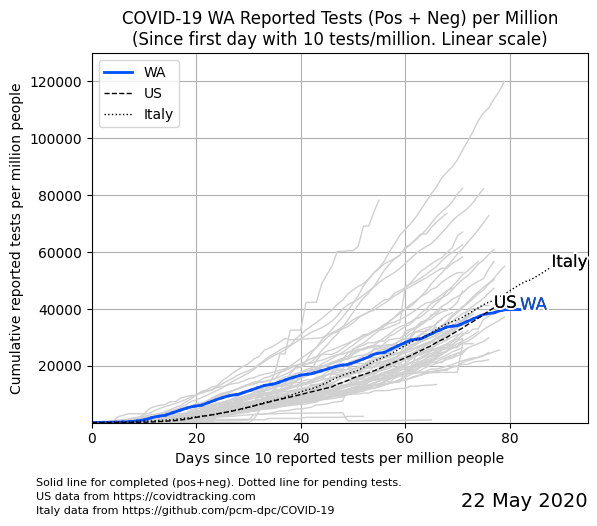 COVID-19 WA Reported Tests (Pos + Neg) per Million
(Since first day with 10 tests/million. Linear scale)
Cumulative reported tests per million people
120000
100000
80000
60000
40000
20000
WA
US
Italy
Italy
US
WA
0
20
40
60
80
Days since 10 reported tests per million people
Solid line for completed (pos+neg). Dotted line for pending tests.
US data from https://covidtracking.com
Italy data from https://github.com/pcm-dpc/COVID-19
22 May 2020